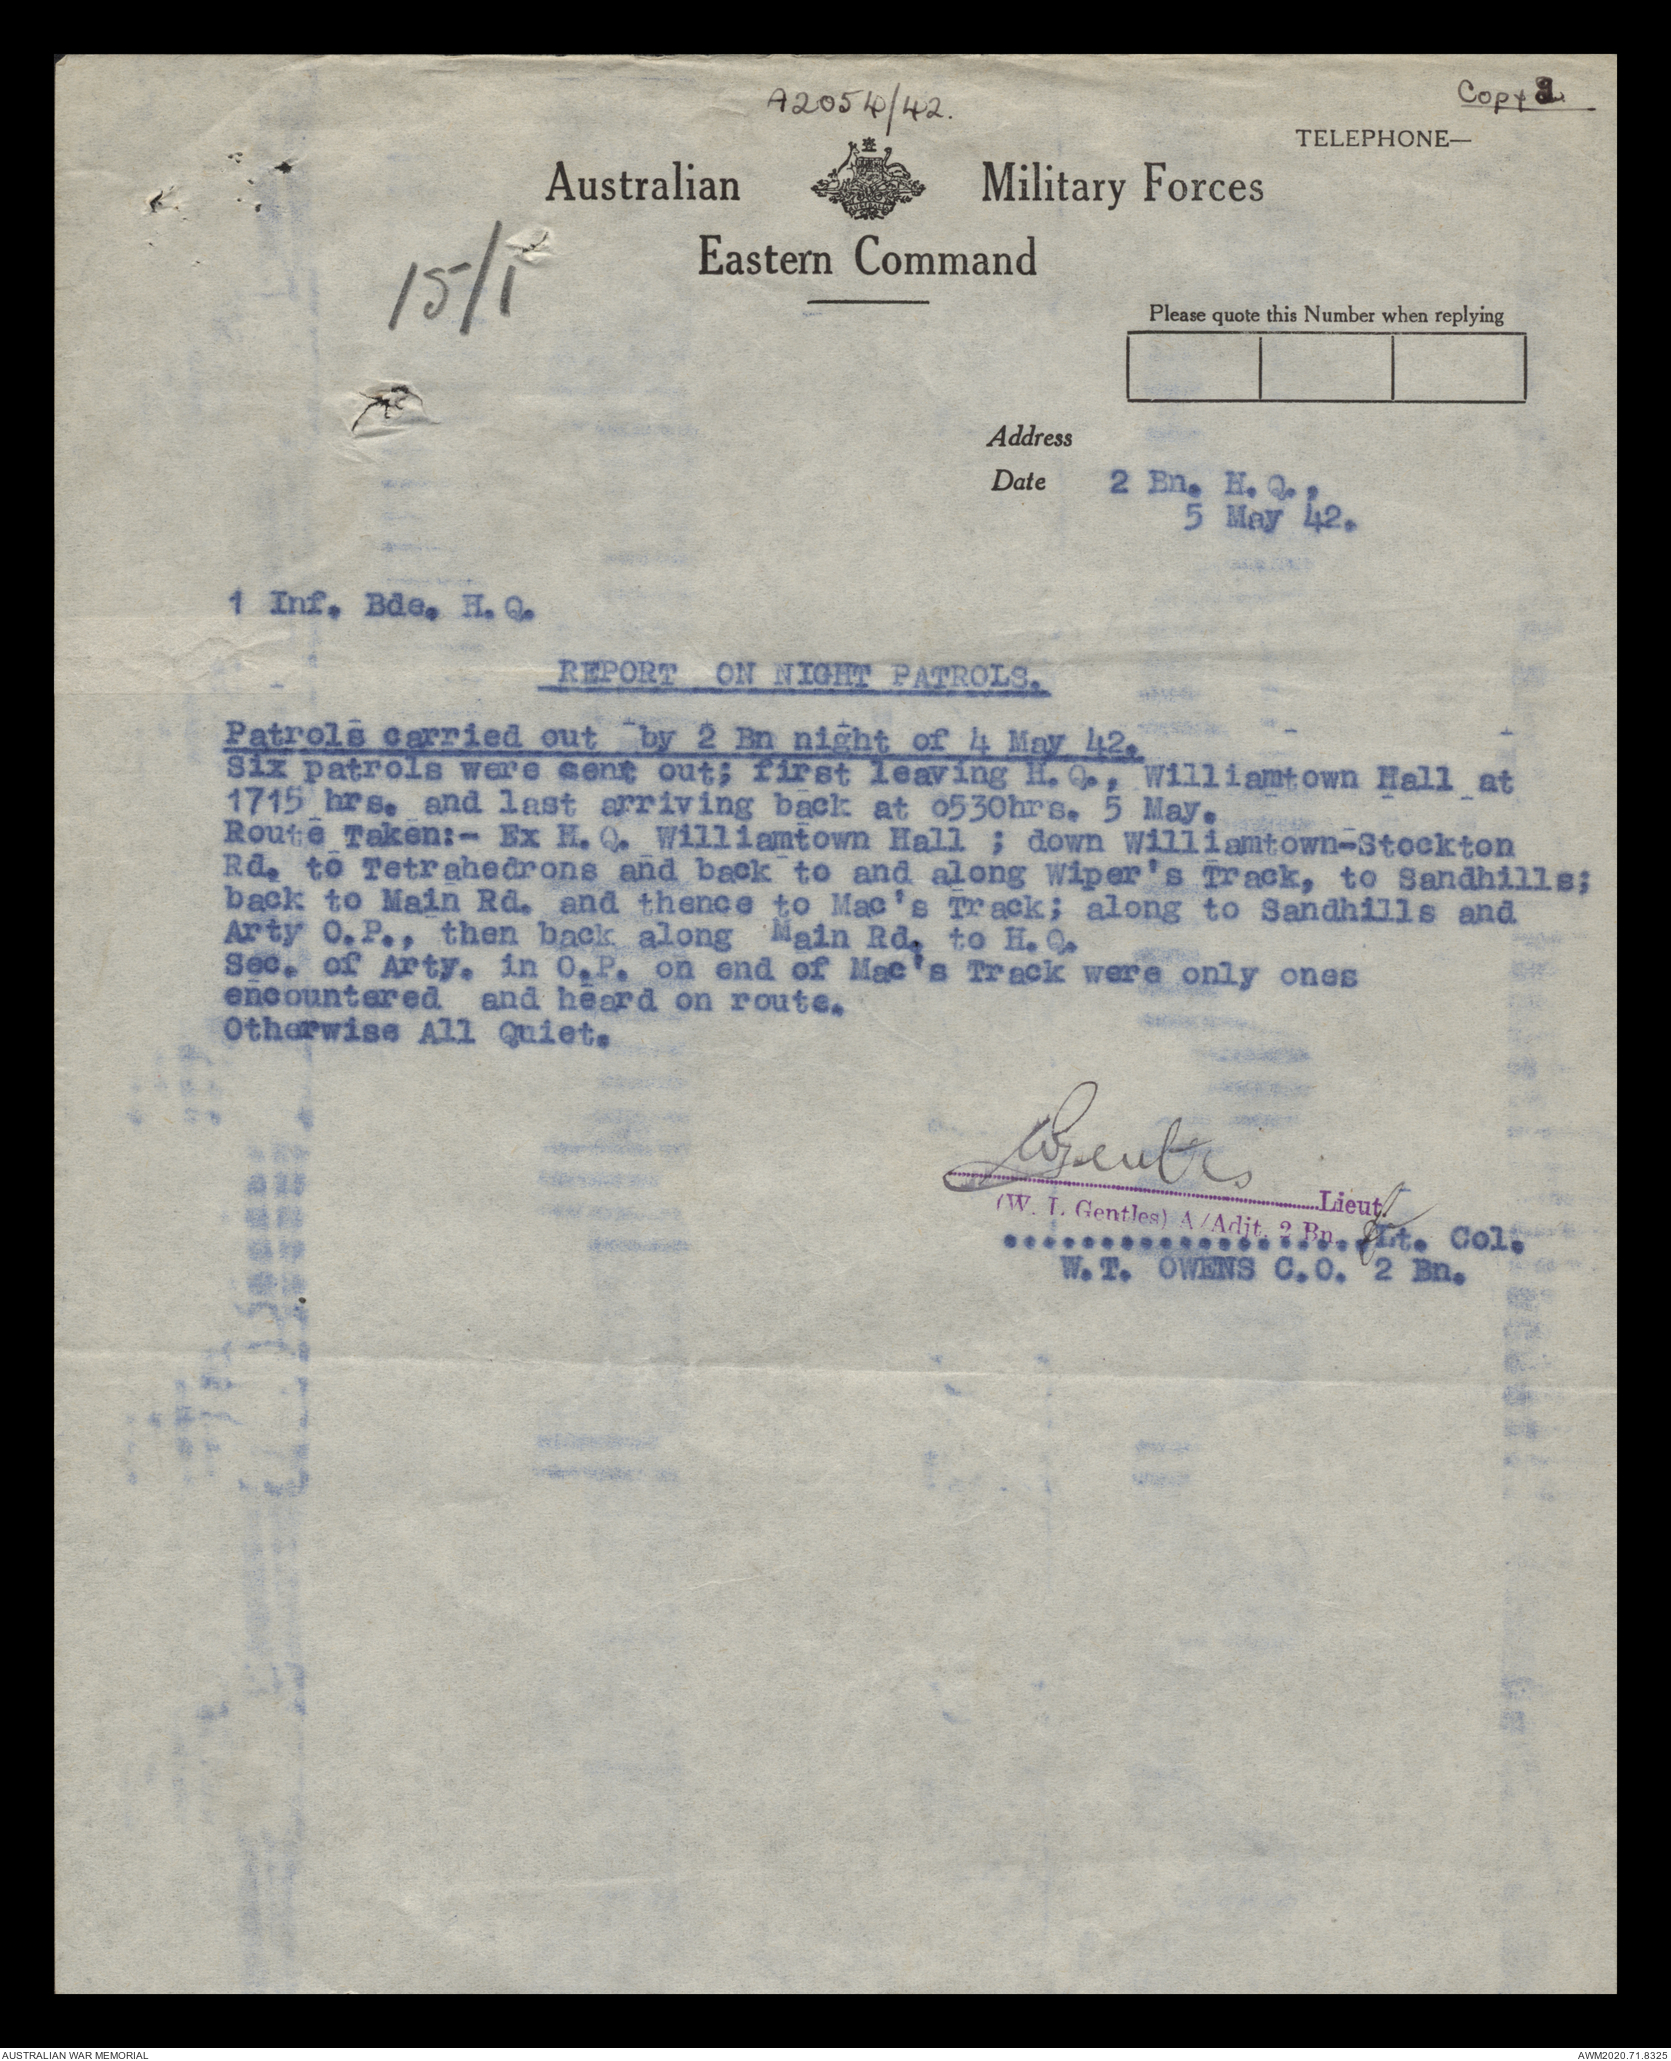 A2054/42.
Copy 2
TELEPHONE—
Australian Military Forces
Eastern Command
15/1
Please quote this Number when replying
Address
Date 2 Bn. H.Q.,
5 May 42.
1 Inf. Bde. H.Q.
REPORT ON NIGHT PATROLS.
Patrols carried out by 2 Bn night of 4 May 42.
Six patrols were sent out; first leaving H.Q., Williamtown Hall at
1715 hrs. and last arriving back at 0530hrs. 5 May.
Route Taken:- Ex H.Q. Williamtown Hall ; down Williamtown-Stockton
Rd. to Tetrahedrons and back to and along Wiper's Track, to Sandhills;
back to Main Rd. and thence to Mac's Track; along to Sandhills and
Arty O.P., then back along Main Rd. to H.Q.
Sec. of Arty. in O.P. on end of Mac's Track were only ones
encountered and heard on route.
Otherwise All Quiet.
WGentles
Lieut.
(W. I. Gentles) A/Adjt. 2 Bn.
....................Lt. Col.
W.T. OWENS C.O. 2 Bn.
AUSTRALIAN WAR MEMORIAL
AWM2020.71.8325